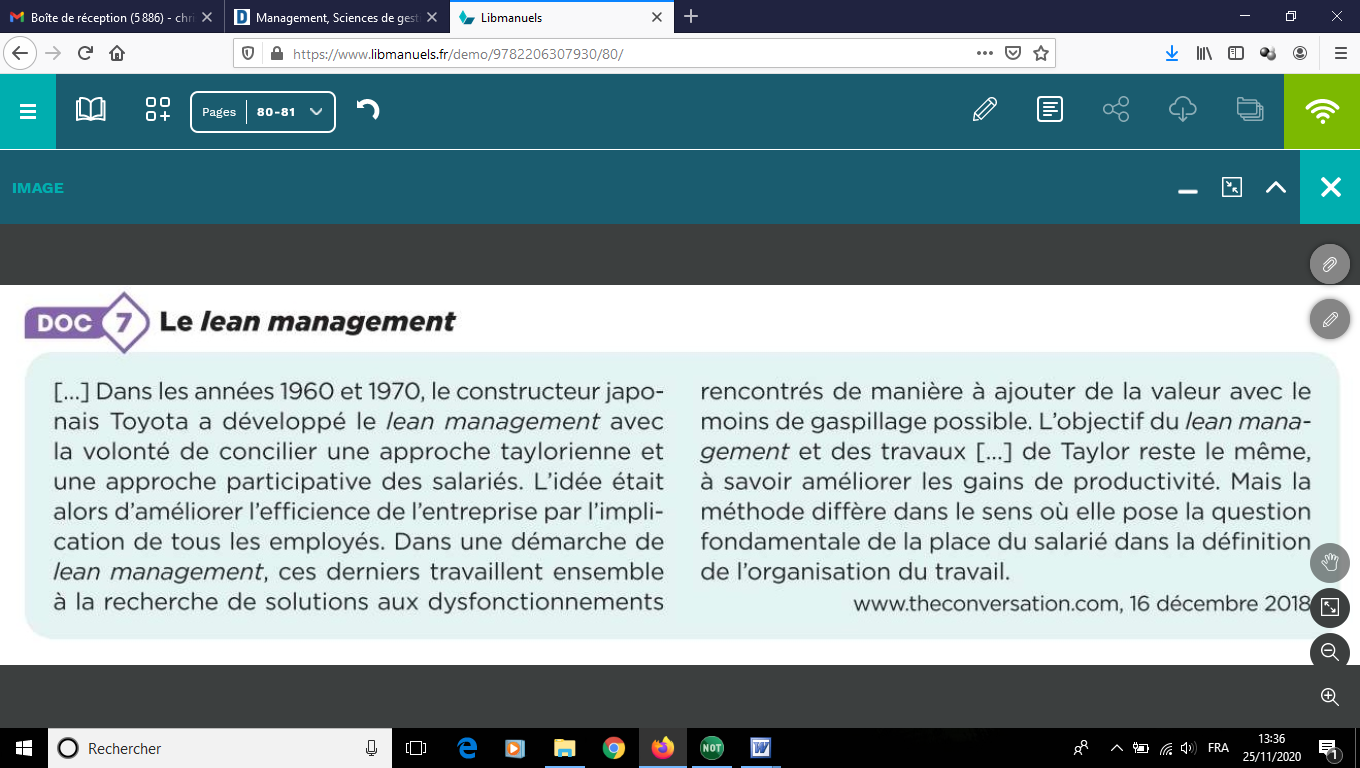 Boîte de réception (5 886) - chri
Management, Sciences de gest
Libmanuels
https://www.libmanuels.fr/demo/9782206307930/80/
Pages 80-81
IMAGE
DOC 7 Le lean management
[...] Dans les années 1960 et 1970, le constructeur japo-
nais Toyota a développé le lean management avec
la volonté de concilier une approche taylorienne et
une approche participative des salariés. L'idée était
alors d'améliorer l'efficience de l'entreprise par l'impli-
cation de tous les employés. Dans une démarche de
lean management, ces derniers travaillent ensemble
à la recherche de solutions aux dysfonctionnements
rencontrés de manière à ajouter de la valeur avec le
moins de gaspillage possible. L'objectif du lean mana-
gement et des travaux [...] de Taylor reste le même,
à savoir améliorer les gains de productivité. Mais la
méthode diffère dans le sens où elle pose la question
fondamentale de la place du salarié dans la définition
de l'organisation du travail.
www.theconversation.com, 16 décembre 2018
Rechercher
NOT
FRA
13:36
25/11/2020
1